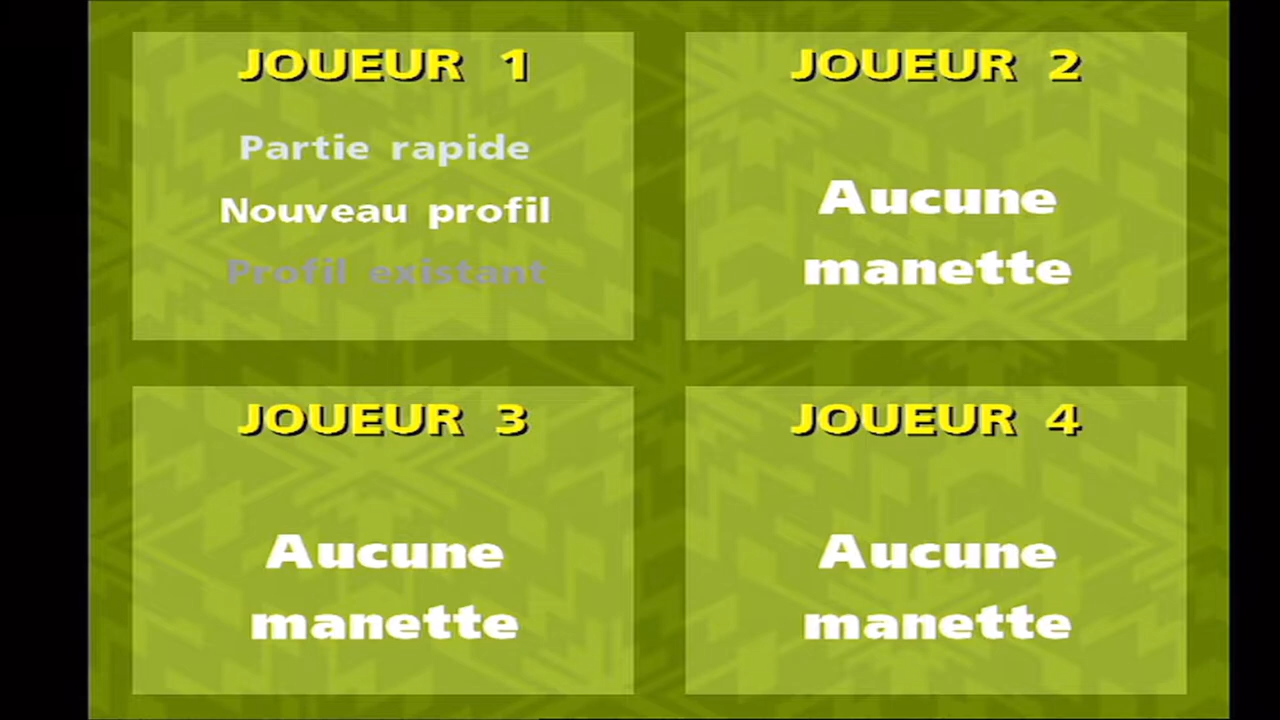 JOUEUR 1
Partie rapide
Nouveau profil
Profil existant
JOUEUR 2
Aucune
manette
JOUEUR 3
Aucune
manette
JOUEUR 4
Aucune
manette